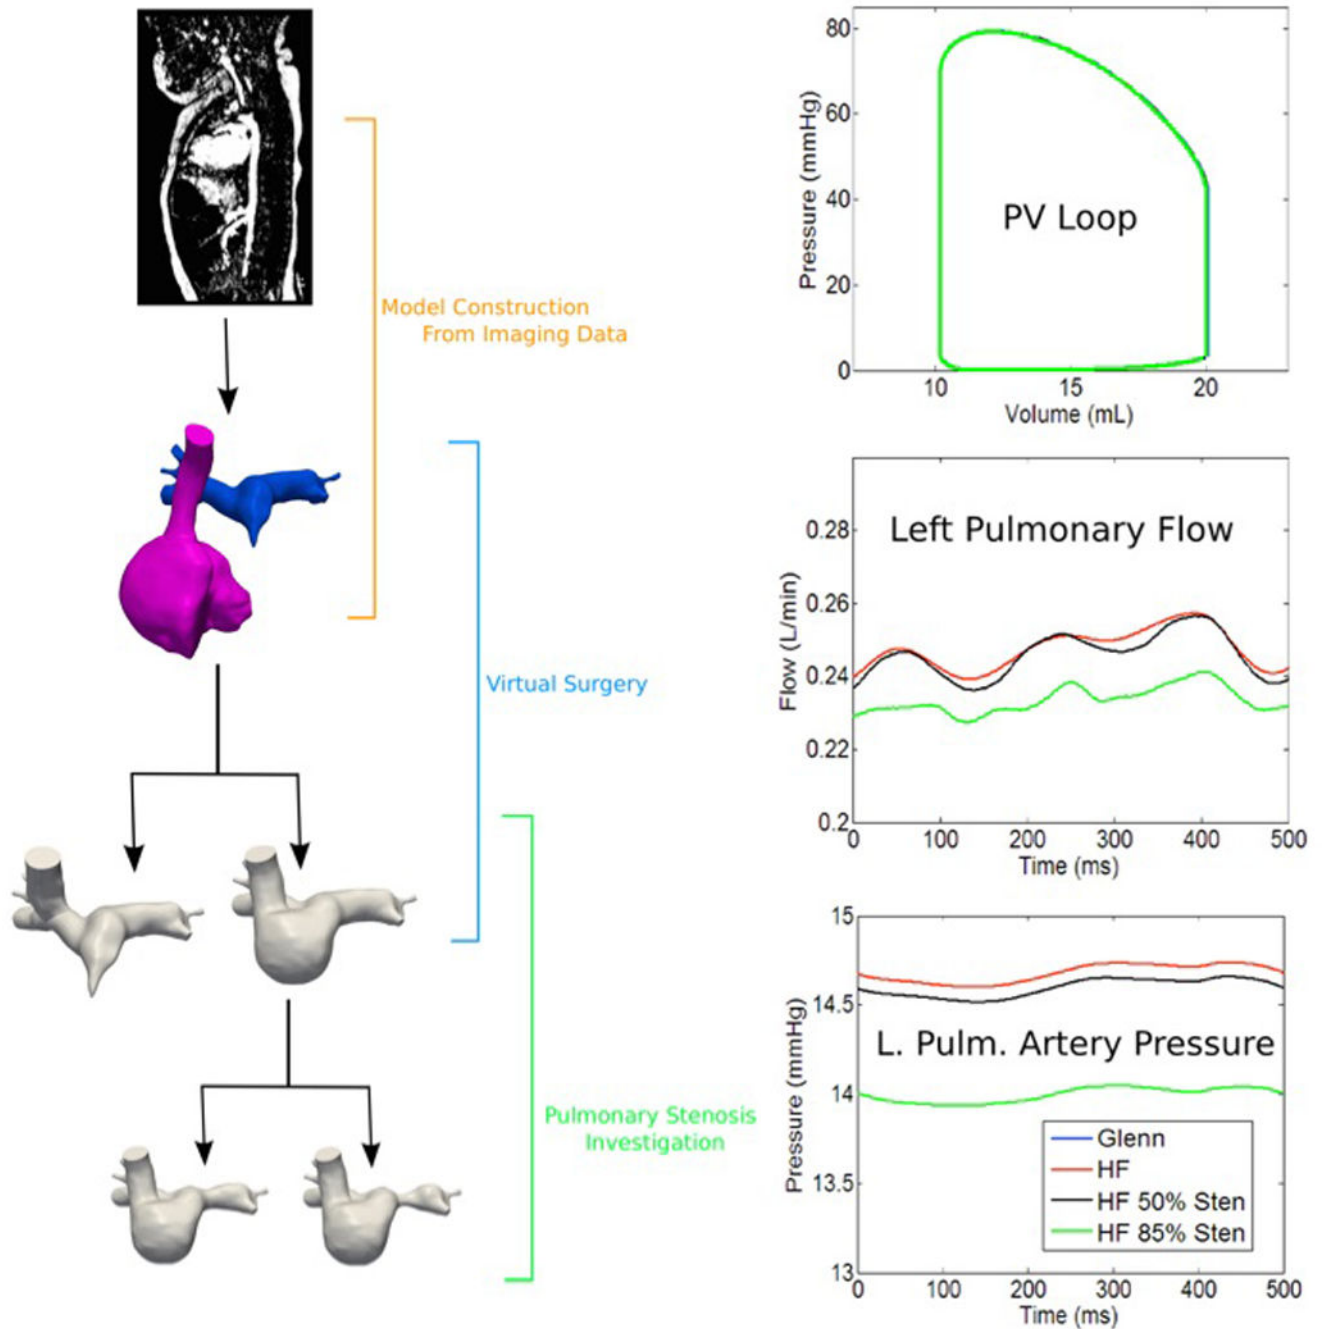 Model Construction
From Imaging Data
Virtual Surgery
Pulmonary Stenosis
Investigation
80
60
40
20
0
Pressure (mmHg)
PV Loop
10 15 20
Volume (mL)
0.28
0.26
0.24
0.22
0.2
Flow (L/min)
Left Pulmonary Flow
0 100 200 300 400 500
Time (ms)
15
14.5
14
13.5
13
Pressure (mmHg)
L. Pulm. Artery Pressure
Glenn
HF
HF 50% Sten
HF 85% Sten
0 100 200 300 400 500
Time (ms)